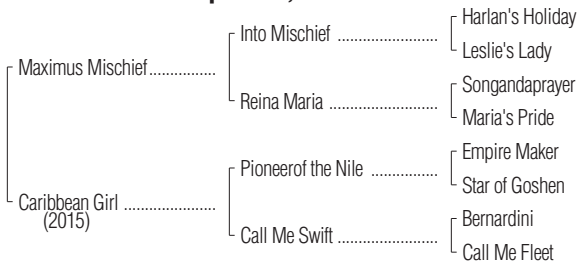 Harlan's Holiday
Into Mischief ........................
Leslie's Lady
Maximus Mischief................
Songandaprayer
Reina Maria ..........................
Maria's Pride
Empire Maker
Pioneerof the Nile ................
Star of Goshen
Caribbean Girl ......................
(2015)
Bernardini
Call Me Swift ........................
Call Me Fleet